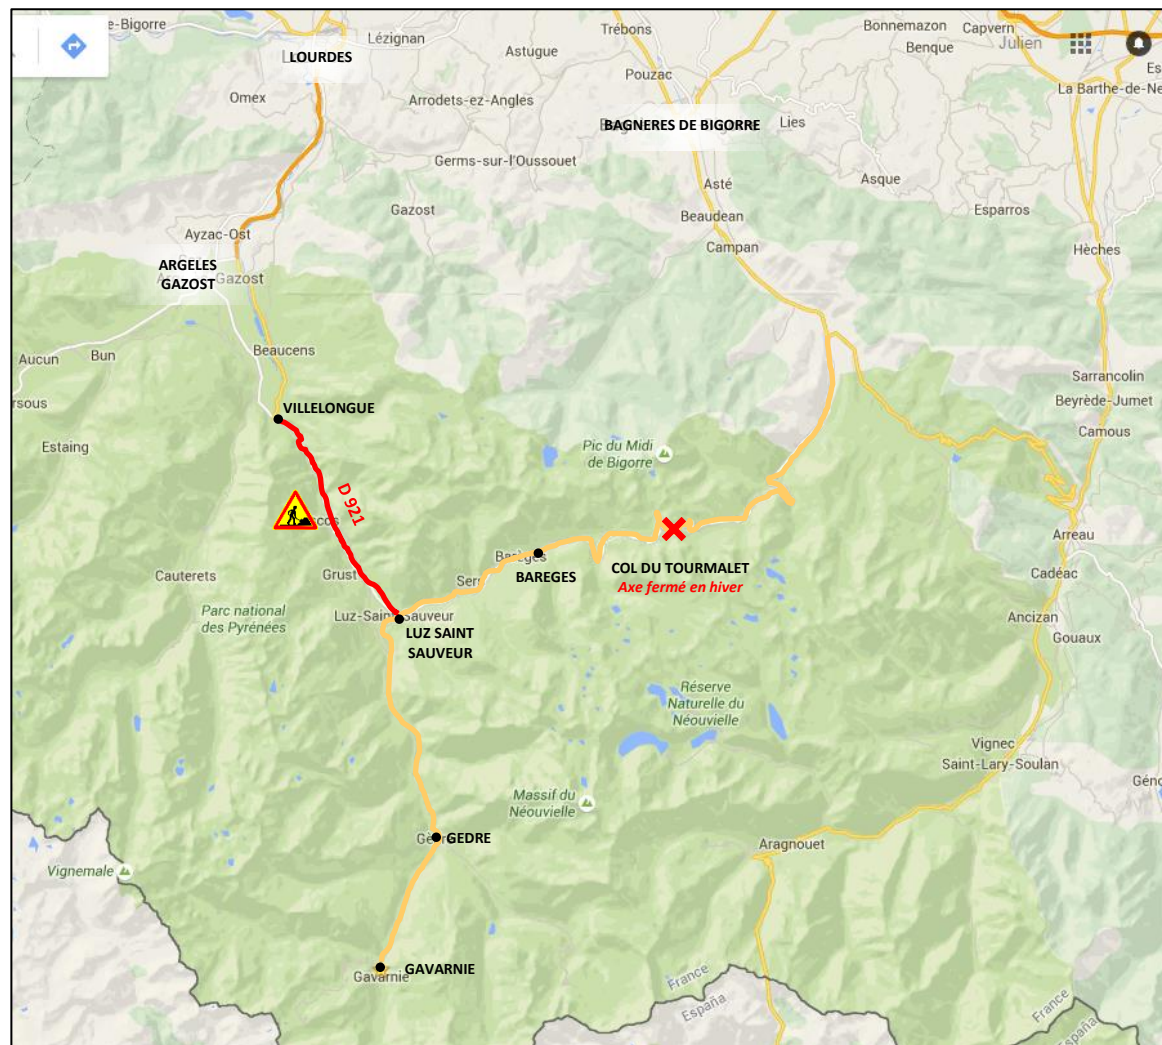 e-Bigorre
Lézignan
Trébons
Bonnemazon
Capvern
Julien
LOURDES
Astugue
Benque
Pouzac
La Barthe-de-Ne
Omex
Arrodets-ez-Angles
BAGNERES DE BIGORRE
Lies
Germs-sur-l'Oussouet
Asque
Asté
Gazost
Beaudean
Esparros
Ayzac-Ost
Campan
Hèches
ARGELES
GAZOST
Gazost
Beaucens
Aucun
Bun
Sarrancolin
Beyrède-Jumet
rsous
VILLELONGUE
Camous
Estaing
Pic du Midi
de Bigorre
D 921
cos
Arreau
Barèges
BAREGES
COL DU TOURMALET
Axe fermé en hiver
Cauterets
Grust
Ser
Cadéac
Parc national
des Pyrénées
Luz-Saint-Sauveur
Ancizan
Gouaux
LUZ SAINT
SAUVEUR
Réserve
Naturelle du
Néouvielle
Vignec
Saint-Lary-Soulan
Géno
Massif du
Néouvielle
GEDRE
Aragnouet
Vignemale
GAVARNIE
Gavarnie
France
España
France
España